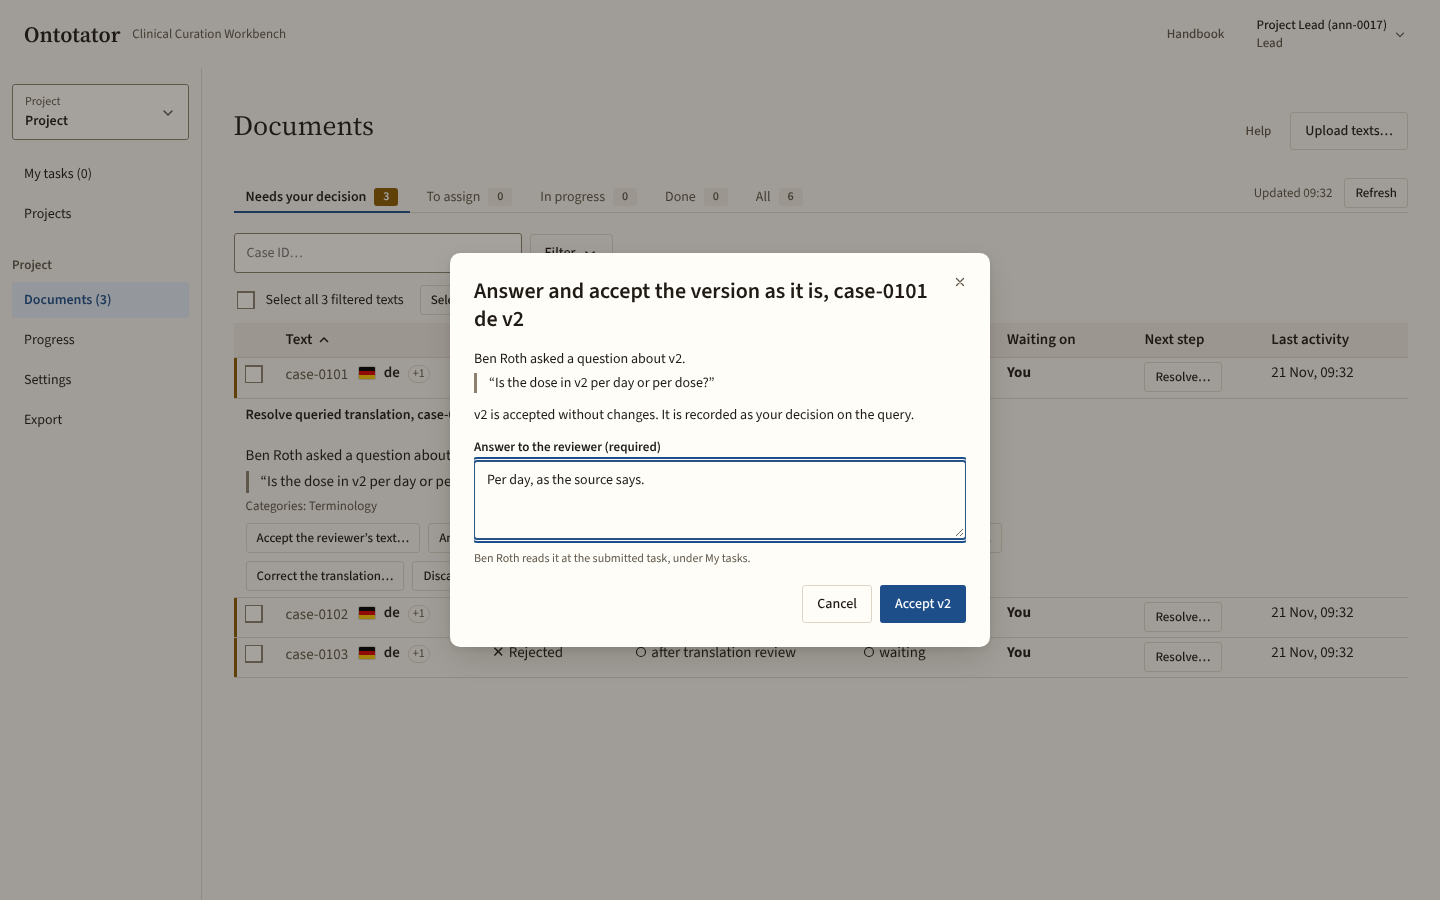 Ontotator Clinical Curation Workbench
Handbook
Project Lead (ann-0017)
Lead
Project
Project
My tasks (0)
Projects
Project
Documents (3)
Progress
Settings
Export
Documents
Help
Upload texts…
Needs your decision 3
To assign 0
In progress 0
Done 0
All 6
Updated 09:32
Refresh
Case ID…
Filter
Select all 3 filtered texts
Text
Waiting on
Next step
Last activity
case-0101 de +1
You
Resolve…
21 Nov, 09:32
Resolve queried translation,
Ben Roth asked a question about
“Is the dose in v2 per day or
Categories: Terminology
Accept the reviewer’s text…
Correct the translation…
case-0102 de +1
You
Resolve…
21 Nov, 09:32
case-0103 de +1
Rejected
after translation review
waiting
You
Resolve…
21 Nov, 09:32
Answer and accept the version as it is, case-0101
de v2
Ben Roth asked a question about v2.
“Is the dose in v2 per day or per dose?”
v2 is accepted without changes. It is recorded as your decision on the query.
Answer to the reviewer (required)
Per day, as the source says.
Ben Roth reads it at the submitted task, under My tasks.
Cancel
Accept v2